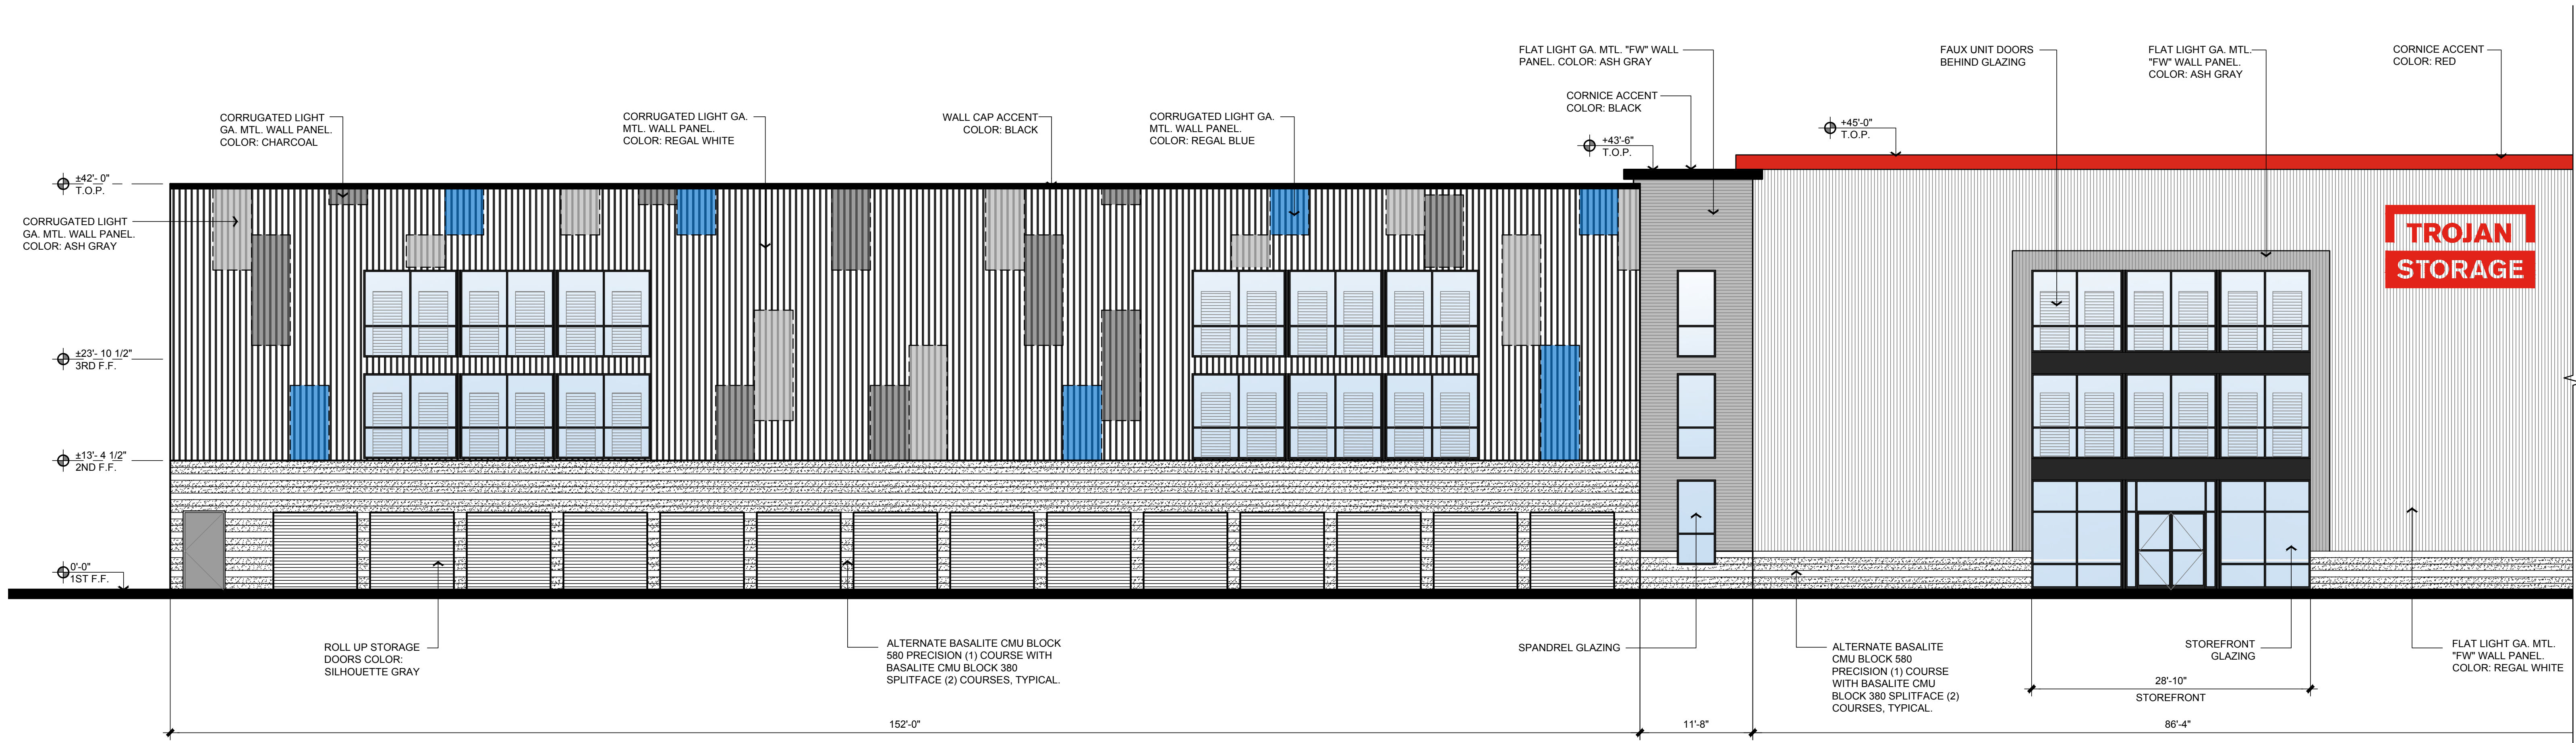 FLAT LIGHT GA. MTL. "FW" WALL
PANEL. COLOR: ASH GRAY
FAUX UNIT DOORS
BEHIND GLAZING
FLAT LIGHT GA. MTL.
"FW" WALL PANEL.
COLOR: ASH GRAY
CORNICE ACCENT
COLOR: RED
CORNICE ACCENT
COLOR: BLACK
CORRUGATED LIGHT
GA. MTL. WALL PANEL.
COLOR: CHARCOAL
CORRUGATED LIGHT GA.
MTL. WALL PANEL.
COLOR: REGAL WHITE
WALL CAP ACCENT
COLOR: BLACK
CORRUGATED LIGHT GA.
MTL. WALL PANEL.
COLOR: REGAL BLUE
+45'-0"
T.O.P.
+43'-6"
T.O.P.
±42'- 0"
T.O.P.
CORRUGATED LIGHT
GA. MTL. WALL PANEL.
COLOR: ASH GRAY
TROJAN
STORAGE
±23'- 10 1/2"
3RD F.F.
±13'- 4 1/2"
2ND F.F.
0'-0"
1ST F.F.
ROLL UP STORAGE
DOORS COLOR:
SILHOUETTE GRAY
ALTERNATE BASALITE CMU BLOCK
580 PRECISION (1) COURSE WITH
BASALITE CMU BLOCK 380
SPLITFACE (2) COURSES, TYPICAL.
SPANDREL GLAZING
ALTERNATE BASALITE
CMU BLOCK 580
PRECISION (1) COURSE
WITH BASALITE CMU
BLOCK 380 SPLITFACE (2)
COURSES, TYPICAL.
STOREFRONT
GLAZING
FLAT LIGHT GA. MTL.
"FW" WALL PANEL.
COLOR: REGAL WHITE
28'-10"
STOREFRONT
152'-0"
11'-8"
86'-4"